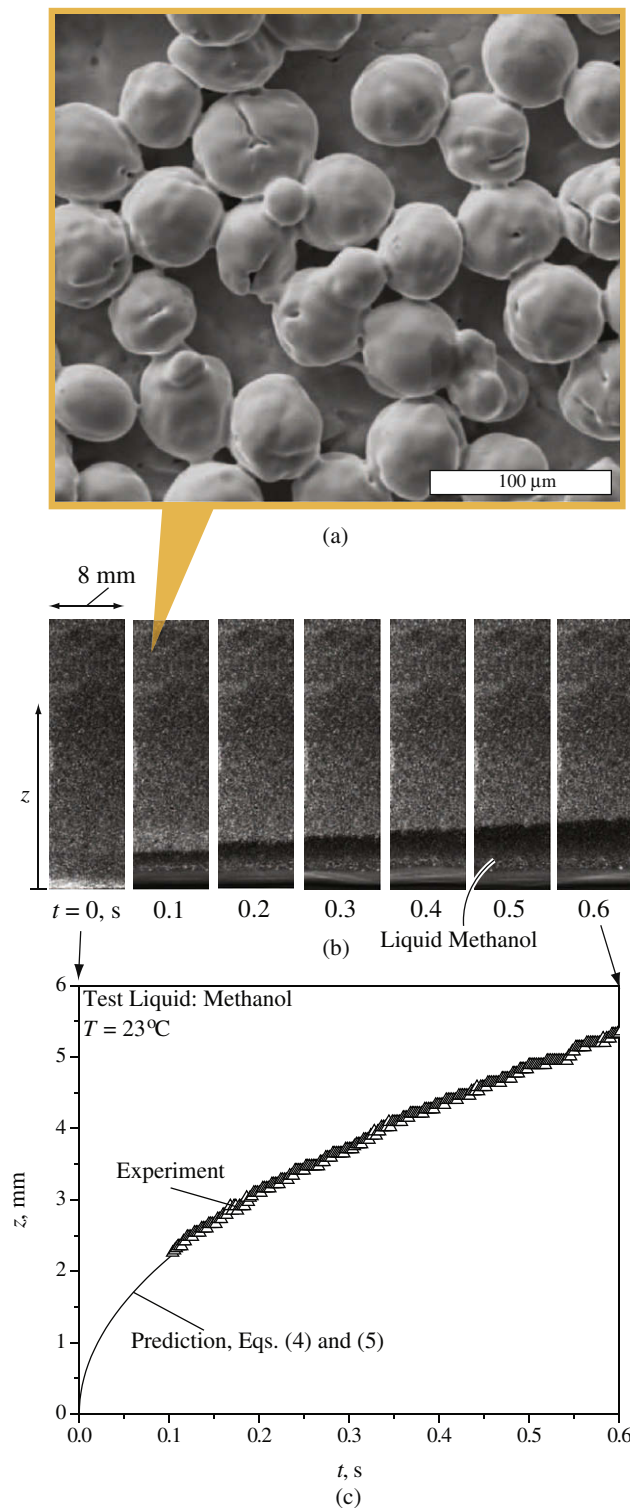 100 μm
(a)
8 mm
z
t = 0, s 0.1 0.2 0.3 0.4 0.5 0.6
(b)
Liquid Methanol
6
Test Liquid: Methanol
T = 23°C
5
4
Experiment
z, mm
3
2
Prediction, Eqs. (4) and (5)
1
0
0.0 0.1 0.2 0.3 0.4 0.5 0.6
t, s
(c)